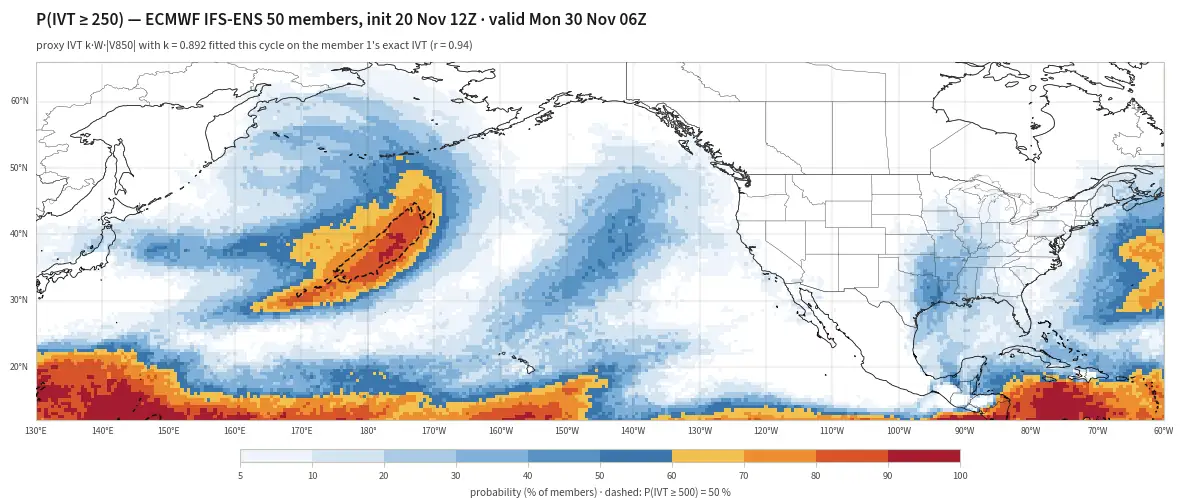 P(IVT ≥ 250) — ECMWF IFS-ENS 50 members, init 20 Nov 12Z · valid Mon 30 Nov 06Z
proxy IVT k·W·|V850| with k = 0.892 fitted this cycle on the member 1's exact IVT (r = 0.94)
60°N
50°N
40°N
30°N
20°N
130°E 140°E 150°E 160°E 170°E 180° 170°W 160°W 150°W 140°W 130°W 120°W 110°W 100°W 90°W 80°W 70°W 60°W
5 10 20 30 40 50 60 70 80 90 100
probability (% of members) · dashed: P(IVT ≥ 500) = 50 %